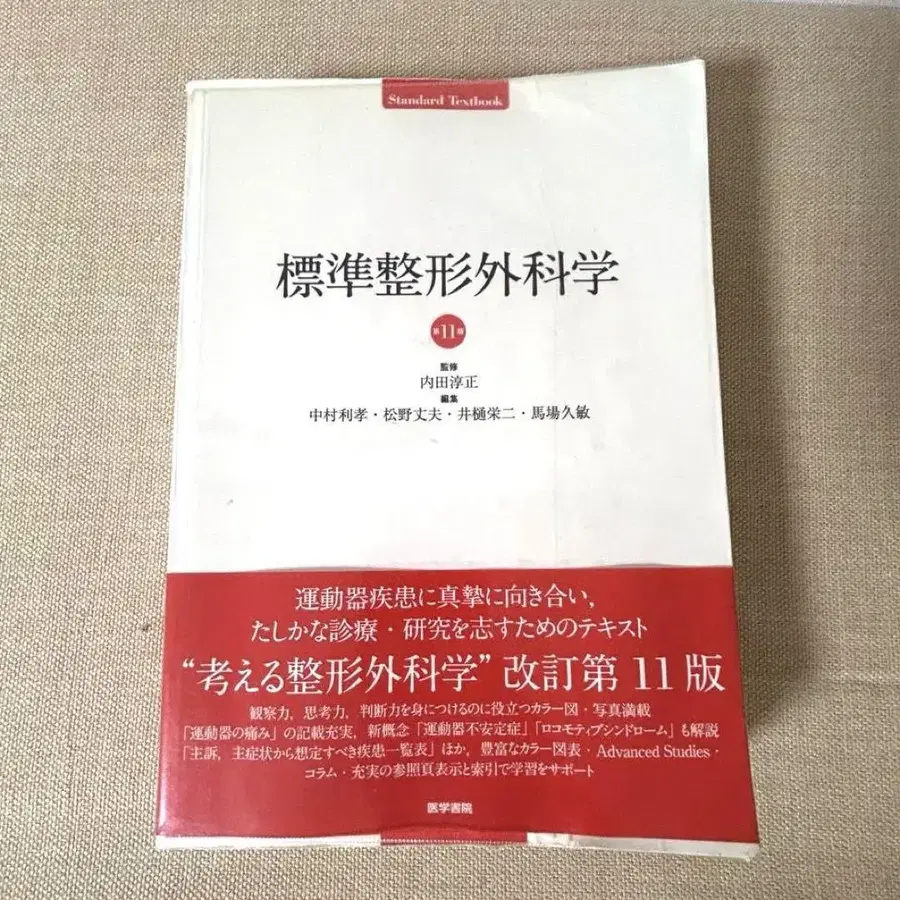 Standard Textbook
標準整形外科学
第11版
監修
内田淳正
編集
中村利孝・松野丈夫・井樋栄二・馬場久敏
運動器疾患に真摯に向き合い,
たしかな診療・研究を志すためのテキスト
“考える整形外科学” 改訂第 11 版
観察力, 思考力, 判断力を身につけるのに役立つカラー図・写真満載
「運動器の痛み」の記載充実, 新概念「運動器不安定症」「ロコモティブシンドローム」も解説
「主訴, 主症状から想定すべき疾患一覧表」ほか, 豊富なカラー図表・Advanced Studies・
コラム・充実の参照頁表示と索引で学習をサポート
医学書院